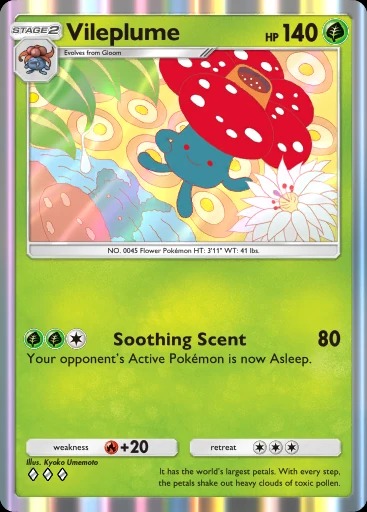 STAGE 2
Vileplume
HP 140
Evolves from Gloom
NO. 0045 Flower Pokémon HT: 3'11" WT: 41 lbs.
Soothing Scent 80
Your opponent's Active Pokémon is now Asleep.
weakness +20 retreat
Illus. Kyoko Umemoto
It has the world's largest petals. With every step,
the petals shake out heavy clouds of toxic pollen.